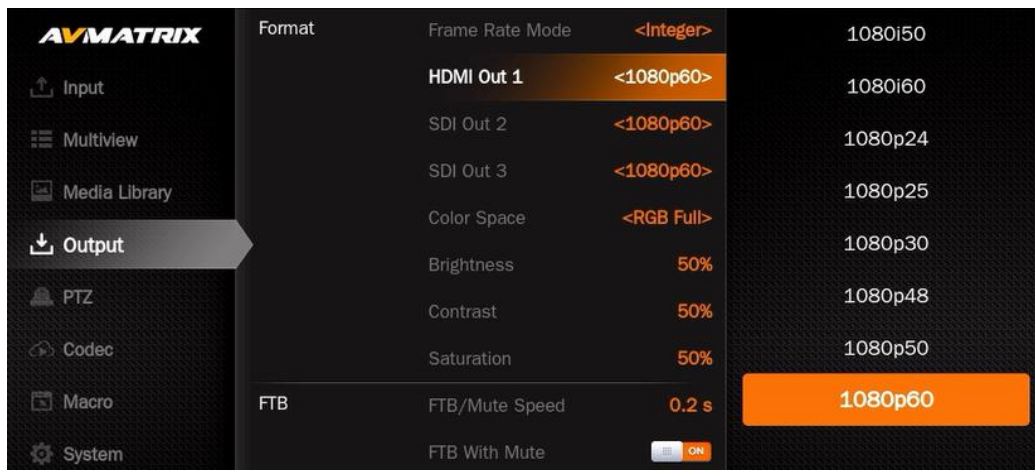 AVMATRIX
Input
Multiview
Media Library
Output
PTZ
Codec
Macro
System
Format
Frame Rate Mode <Integer>
HDMI Out 1 <1080p60>
SDI Out 2 <1080p60>
SDI Out 3 <1080p60>
Color Space <RGB Full>
Brightness 50%
Contrast 50%
Saturation 50%
FTB
FTB/Mute Speed 0.2 s
FTB With Mute ON
1080i50
1080i60
1080p24
1080p25
1080p30
1080p48
1080p50
1080p60